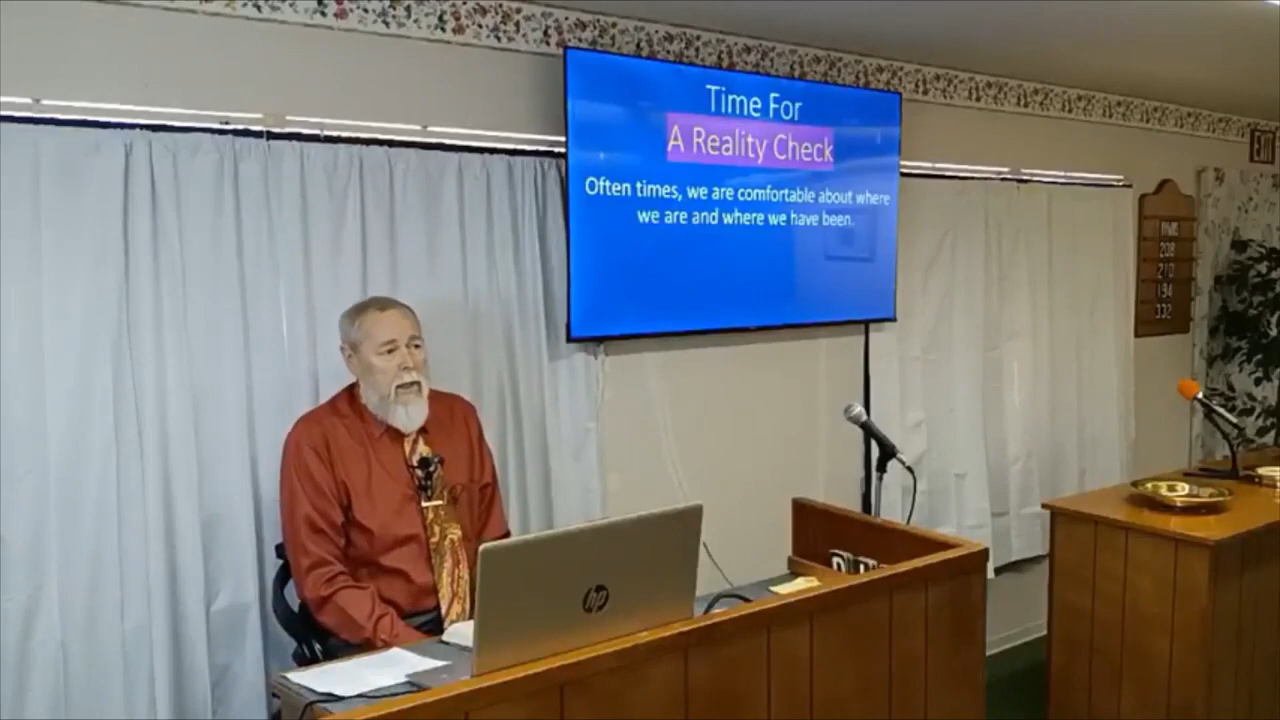 Time For
A Reality Check
Often times, we are comfortable about where
we are and where we have been.
EXIT
HYMNS
208
210
194
332
hp